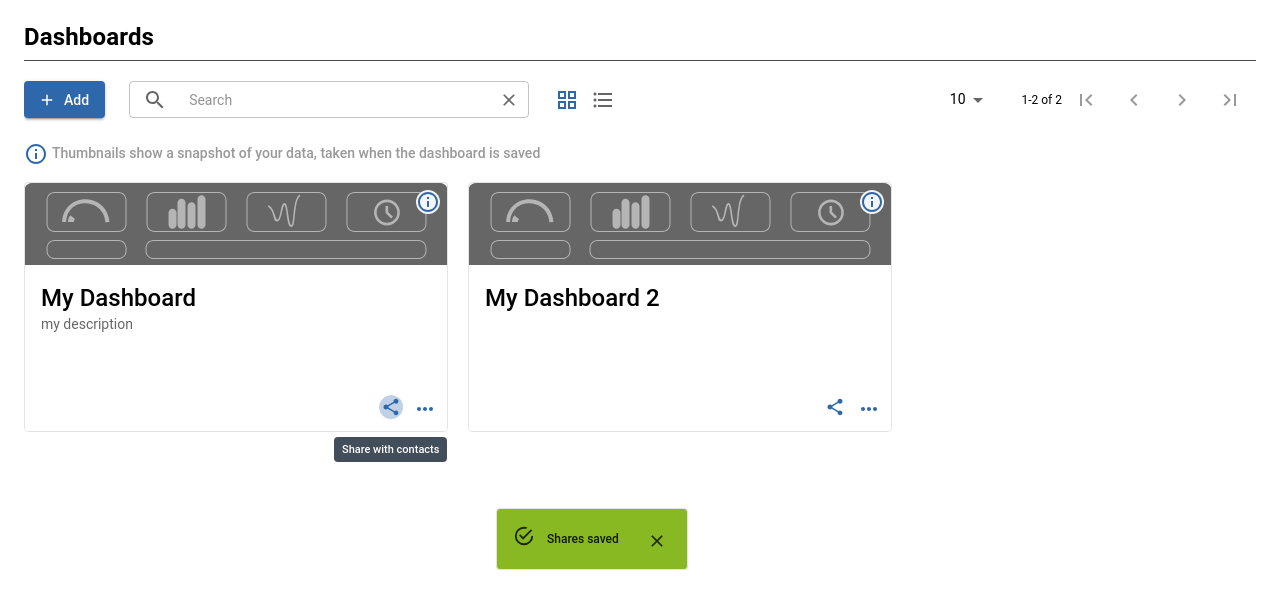 Dashboards
Add
Search
10
1-2 of 2
Thumbnails show a snapshot of your data, taken when the dashboard is saved
My Dashboard
my description
My Dashboard 2
Share with contacts
Shares saved